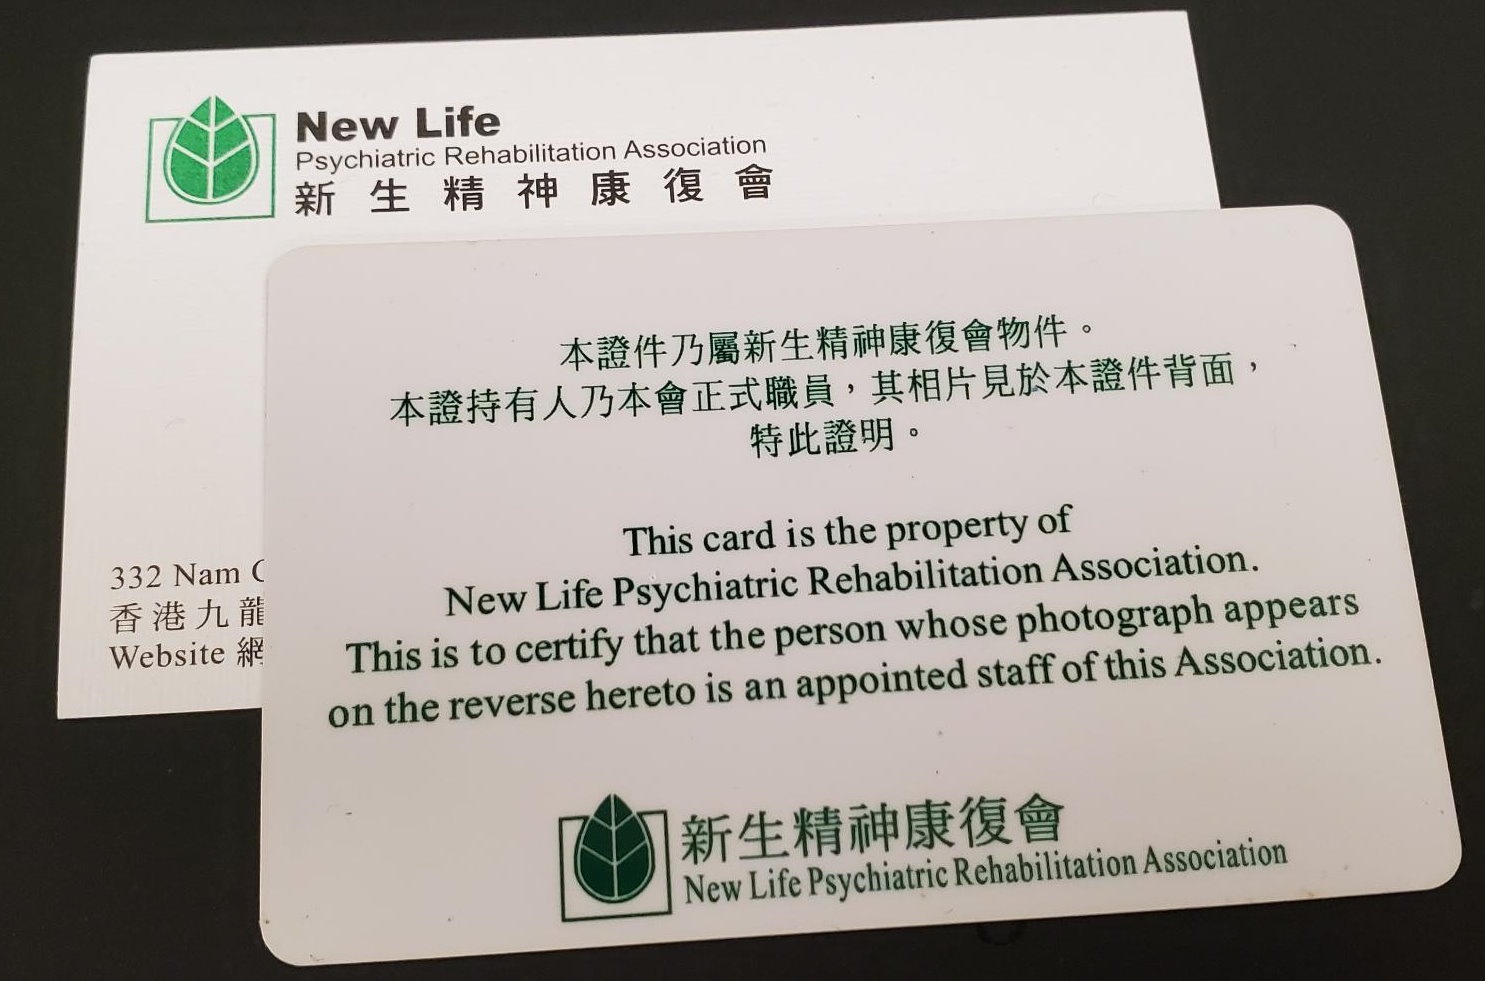 New Life
Psychiatric Rehabilitation Association
新生精神康復會
332 Nam
香港九龍
Website 網
本證件乃屬新生精神康復會物件。
本證持有人乃本會正式職員，其相片見於本證件背面，
特此證明。
This card is the property of
New Life Psychiatric Rehabilitation Association.
This is to certify that the person whose photograph appears
on the reverse hereto is an appointed staff of this Association.
新生精神康復會
New Life Psychiatric Rehabilitation Association